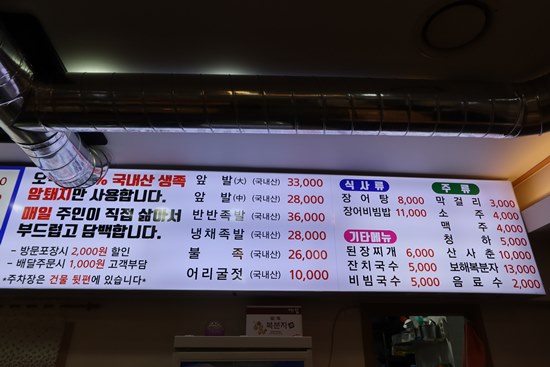 국내산 생족
암퇘지만 사용합니다.
매일 주인이 직접 삶아서
부드럽고 담백합니다.
- 방문포장시 2,000원 할인
- 배달주문시 1,000원 고객부담
*주차장은 건물 뒷편에 있습니다*
앞 발(大) (국내산) 33,000
앞 발(中) (국내산) 28,000
반반족발 (국내산) 36,000
냉채족발 (국내산) 28,000
불 족 (국내산) 26,000
어리굴젓 (국내산) 10,000
식사류
장 어 탕 8,000
장어비빔밥 11,000
기타메뉴
된장찌개 6,000
잔치국수 5,000
비빔국수 5,000
주류
막 걸 리 3,000
소 주 4,000
맥 주 4,000
청 하 5,000
산 사 춘 10,000
보해복분자 13,000
음 료 수 2,000